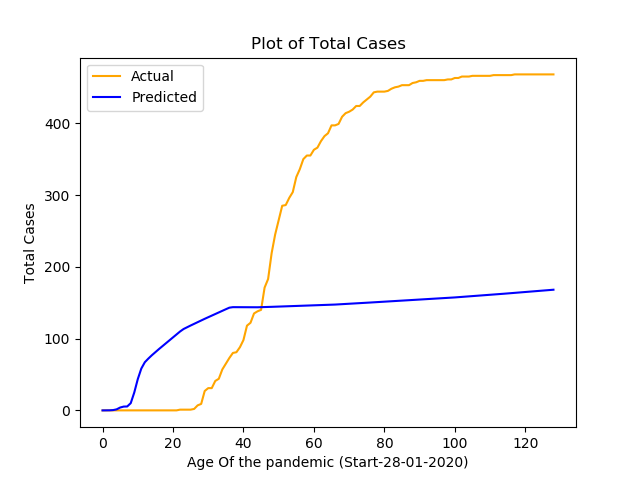 Plot of Total Cases
Actual
Predicted
400
300
200
100
0
Total Cases
0 20 40 60 80 100 120
Age Of the pandemic (Start-28-01-2020)